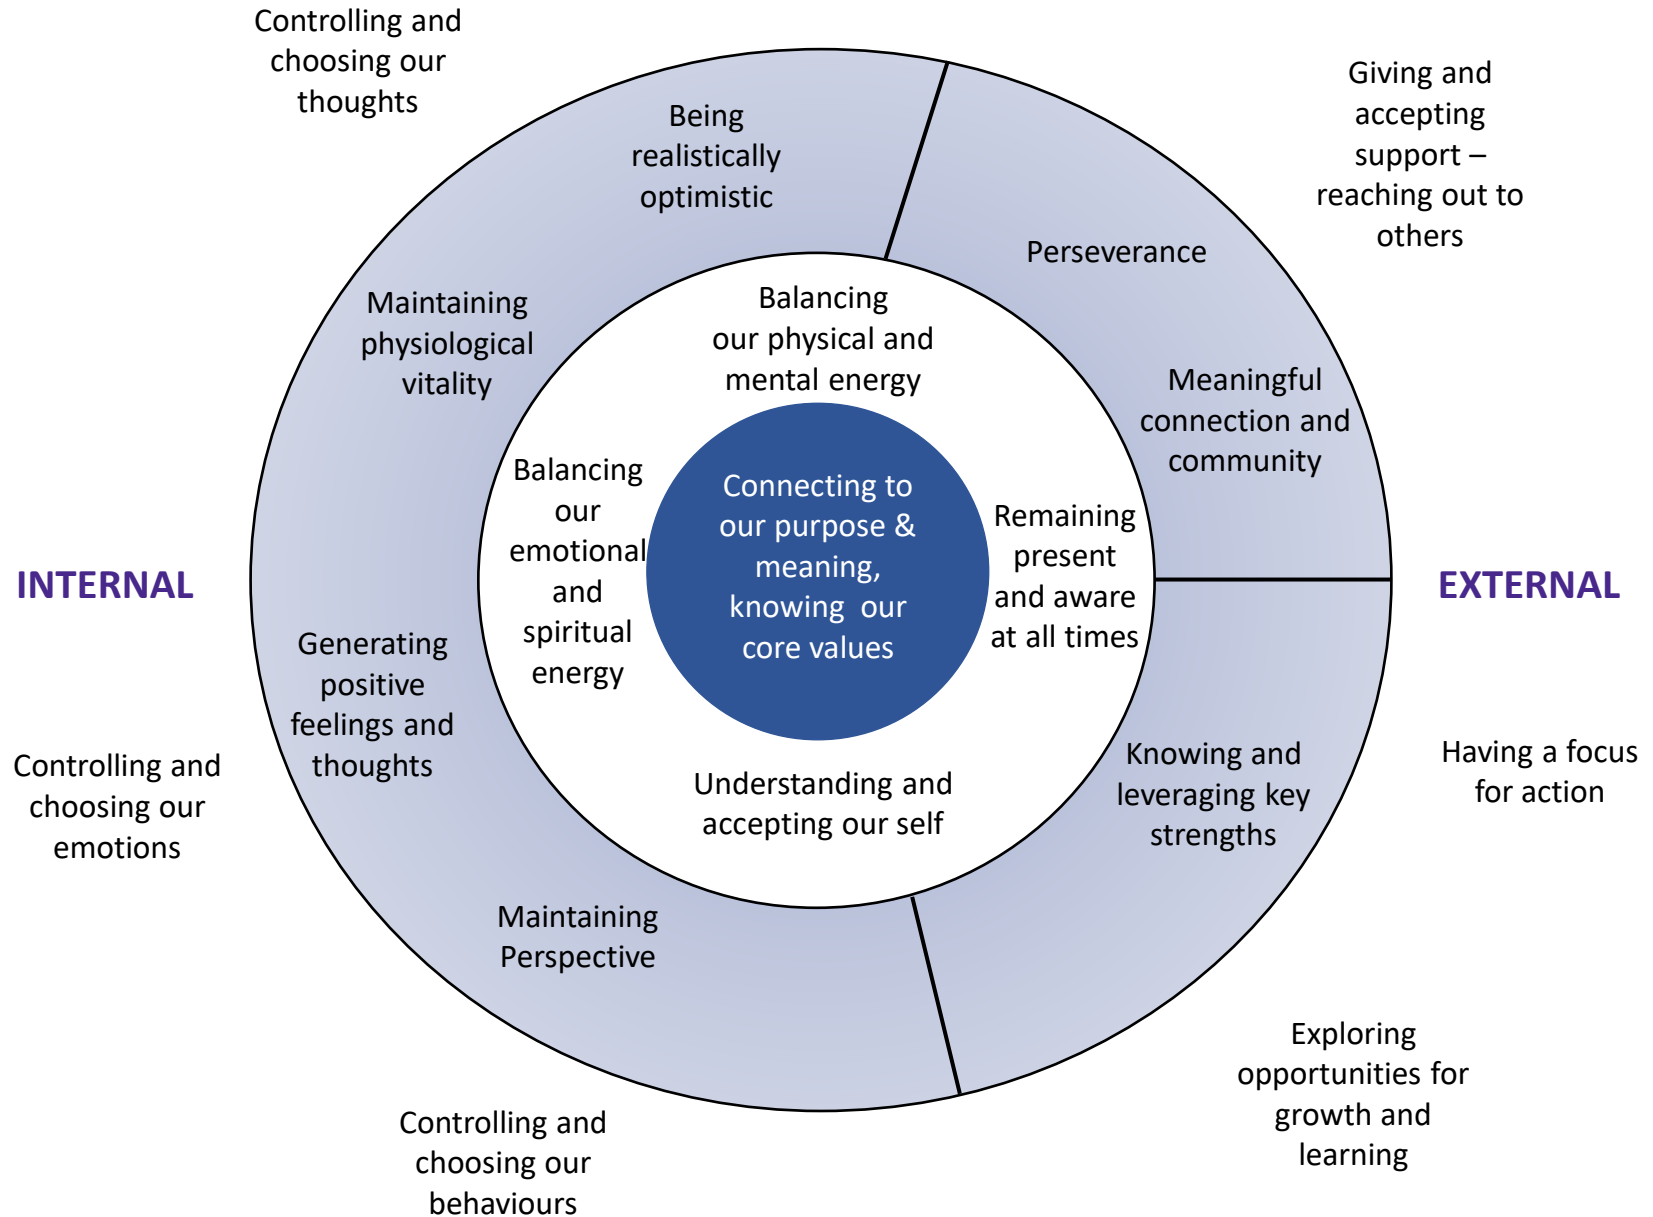 Controlling and
choosing our
thoughts
Giving and
accepting
support –
reaching out to
others
Being
realistically
optimistic
Perseverance
Maintaining
physiological
vitality
Balancing
our physical and
mental energy
Meaningful
connection and
community
Balancing
our
emotional
and
spiritual
energy
Connecting to
our purpose &
meaning,
knowing our
core values
Remaining
present
and aware
at all times
INTERNAL
EXTERNAL
Generating
positive
feelings and
thoughts
Controlling and
choosing our
emotions
Understanding and
accepting our self
Knowing and
leveraging key
strengths
Having a focus
for action
Maintaining
Perspective
Exploring
opportunities for
growth and
learning
Controlling and
choosing our
behaviours